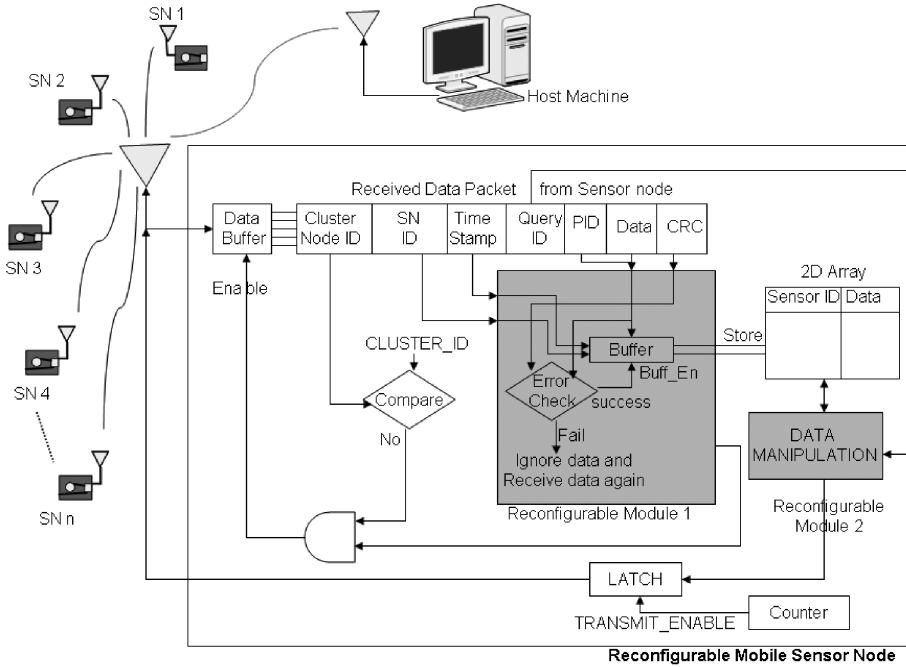 SN 1
SN 2
Host Machine
SN 3
SN 4
SN n
Received Data Packet from Sensor node
Data Buffer
Cluster Node ID
SN ID
Time Stamp
Query ID
PID
Data
CRC
Enable
CLUSTER_ID
Compare
No
Buffer
Buff_En
Error Check
success
Fail
Ignore data and
Receive data again
Reconfigurable Module 1
2D Array
Sensor ID
Data
Store
DATA
MANIPULATION
Reconfigurable
Module 2
LATCH
TRANSMIT_ENABLE
Counter
Reconfigurable Mobile Sensor Node